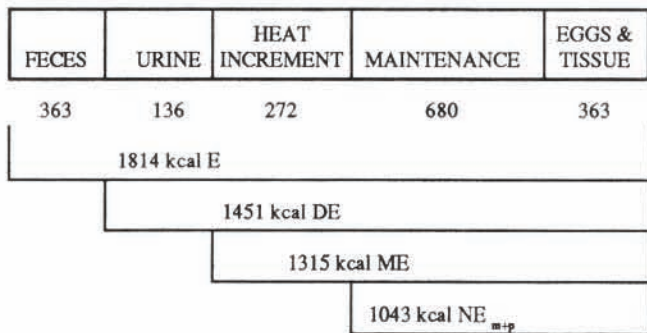 HEAT
EGGS &
FECES URINE INCREMENT MAINTENANCE TISSUE
363 136 272 680 363
1814 kcal E
1451 kcal DE
1315 kcal ME
1043 kcal NE m+p